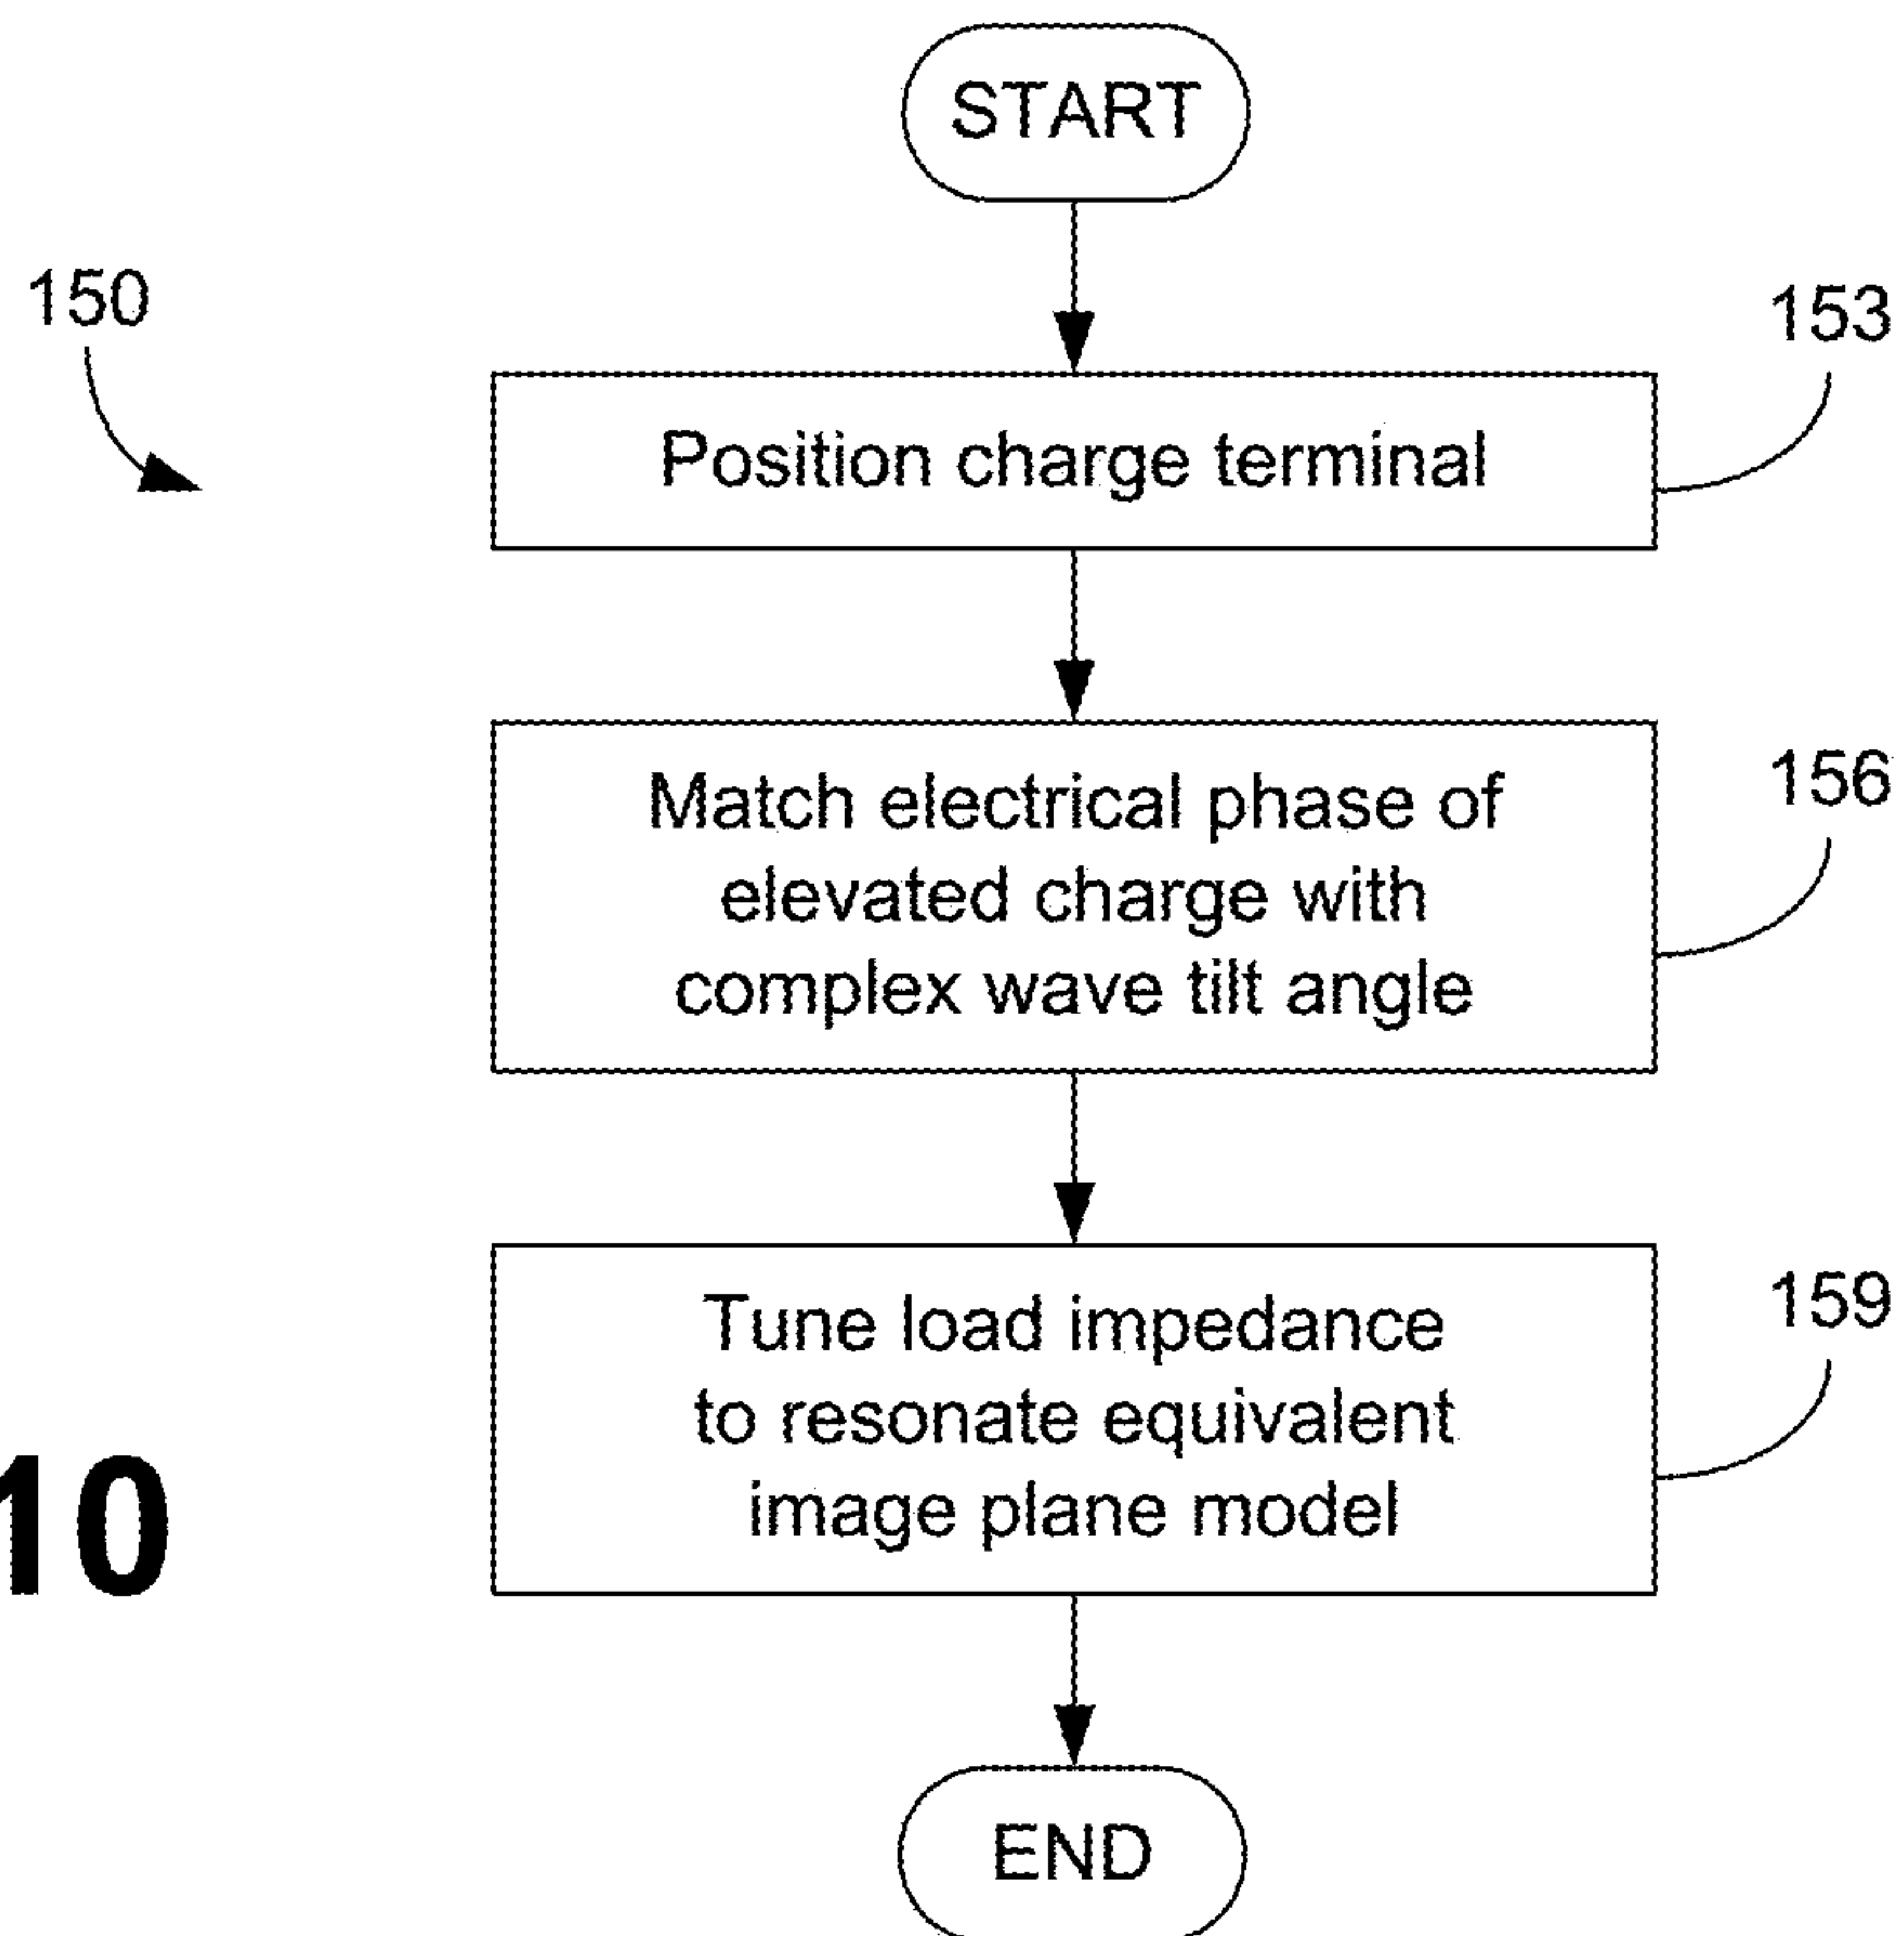 START
150
153
Position charge terminal
156
Match electrical phase of
elevated charge with
complex wave tilt angle
159
Tune load impedance
to resonate equivalent
image plane model
10
END